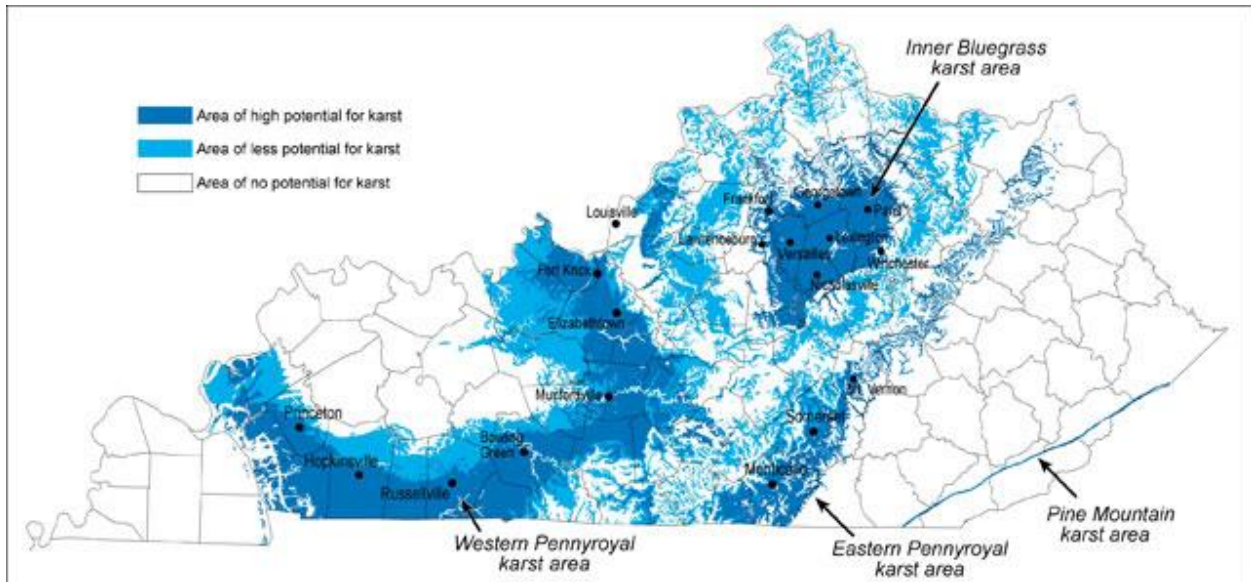 Inner Bluegrass
karst area
Area of high potential for karst
Area of less potential for karst
Area of no potential for karst
Louisville
Frankfort
Georgetown
Paris
Lawrenceburg
Versailles
Lexington
Winchester
Nicholasville
Fort Knox
Elizabethtown
Munfordville
Mt. Vernon
Princeton
Somerset
Bowling
Green
Hopkinsville
Russellville
Monticello
Western Pennyroyal
karst area
Eastern Pennyroyal
karst area
Pine Mountain
karst area